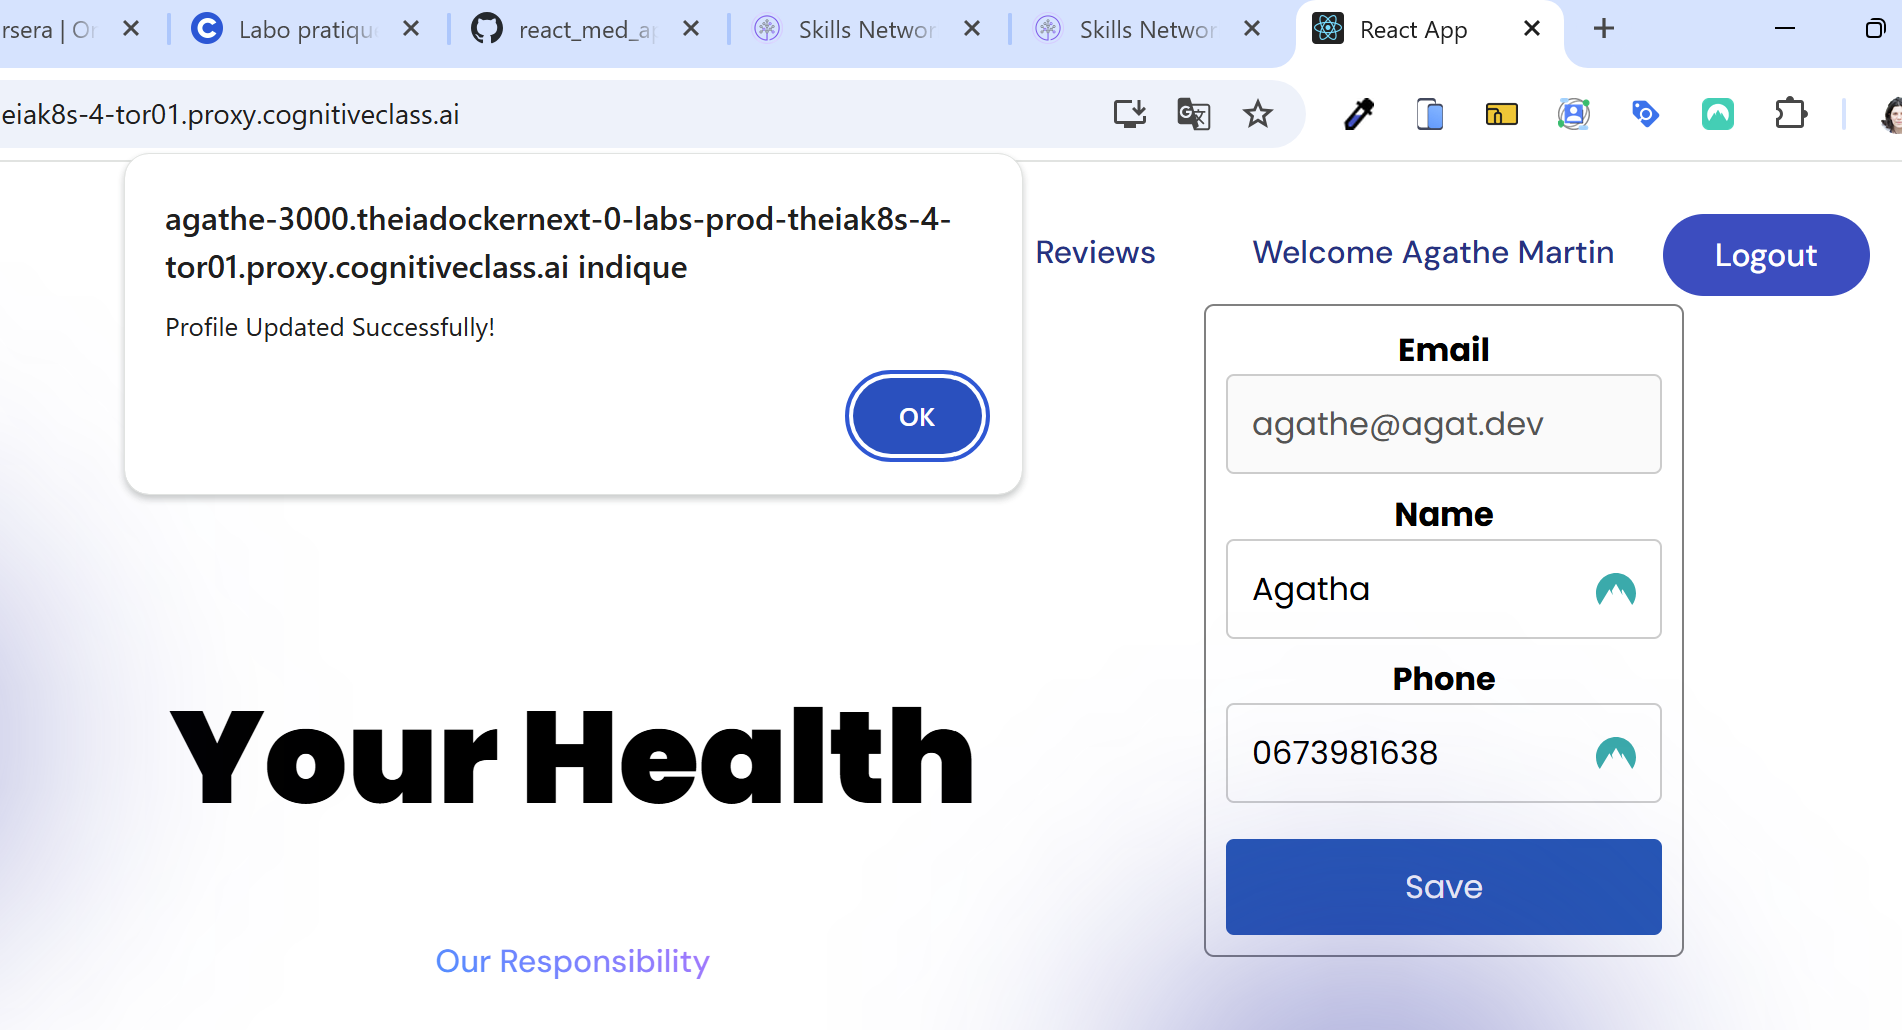 rsera | Or
Labo pratiqu
react_med_ap
Skills Networ
Skills Networ
React App
eiak8s-4-tor01.proxy.cognitiveclass.ai
agathe-3000.theiadockernext-0-labs-prod-theiak8s-4-
tor01.proxy.cognitiveclass.ai indique
Profile Updated Successfully!
OK
Reviews
Welcome Agathe Martin
Logout
Email
agathe@agat.dev
Name
Agatha
Phone
0673981638
Save
Your Health
Our Responsibility